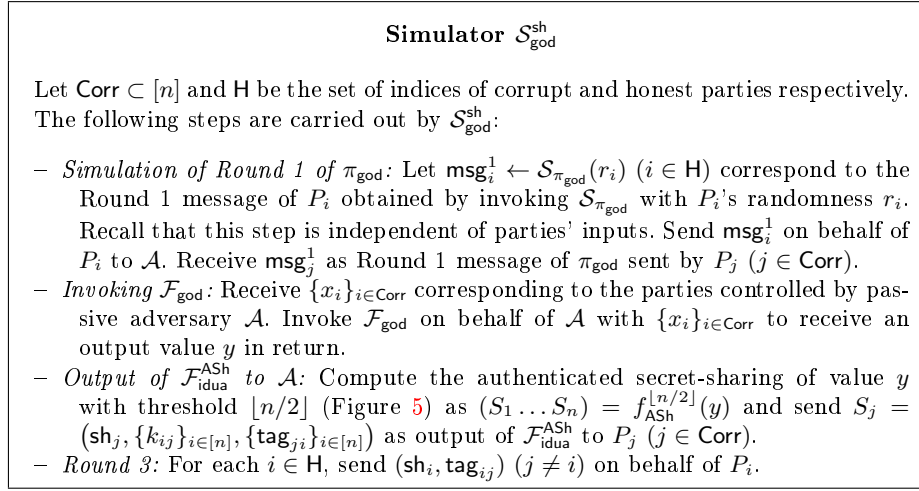 Simulator 𝒮^sh_god
Let Corr ⊂ [n] and H be the set of indices of corrupt and honest parties respectively.
The following steps are carried out by 𝒮^sh_god:
– Simulation of Round 1 of π_god: Let msg^1_i ← 𝒮_π_god(r_i) (i ∈ H) correspond to the
Round 1 message of P_i obtained by invoking 𝒮_π_god with P_i's randomness r_i.
Recall that this step is independent of parties' inputs. Send msg^1_i on behalf of
P_i to 𝒜. Receive msg^1_j as Round 1 message of π_god sent by P_j (j ∈ Corr).
– Invoking ℱ_god: Receive {x_i}_{i∈Corr} corresponding to the parties controlled by pas-
sive adversary 𝒜. Invoke ℱ_god on behalf of 𝒜 with {x_i}_{i∈Corr} to receive an
output value y in return.
– Output of ℱ^ASh_idua to 𝒜: Compute the authenticated secret-sharing of value y
with threshold ⌊n/2⌋ (Figure 5) as (S_1 … S_n) = f^{⌊n/2⌋}_ASh(y) and send S_j =
(sh_j, {k_ij}_{i∈[n]}, {tag_ji}_{i∈[n]}) as output of ℱ^ASh_idua to P_j (j ∈ Corr).
– Round 3: For each i ∈ H, send (sh_i, tag_ij) (j ≠ i) on behalf of P_i.